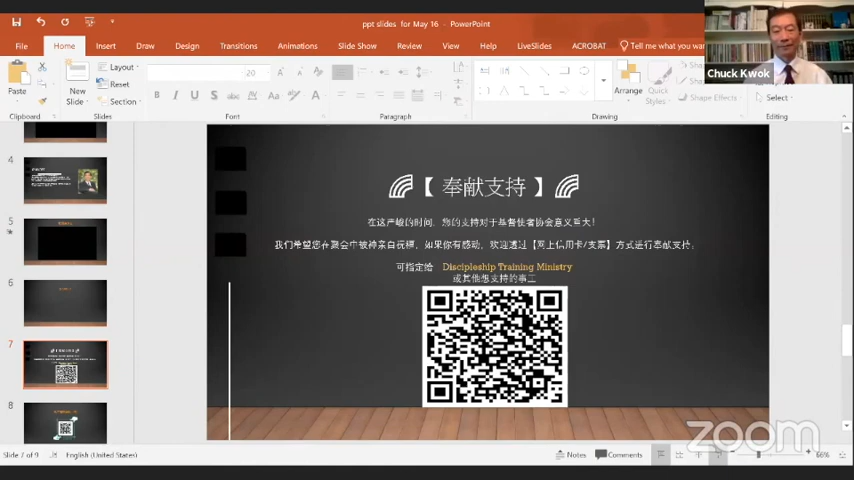 ppt slides for May 16 - PowerPoint
File Home Insert Draw Design Transitions Animations Slide Show Review View Help LiveSlides ACROBAT Tell me what you want
Chuck Kwok
Paste
New
Slide
Layout
Reset
Section
20
Arrange
Quick
Styles
Shape Effects
Select
Clipboard Slides Font Paragraph Drawing Editing
4
5
6
7
8
【 奉献支持 】
在这严峻的时间，您的支持对于基督使者协会意义重大！
我们希望您在聚会中被神亲自祝福，如果你有感动，欢迎透过【网上信用卡/支票】方式进行奉献支持：
可指定给 Discipleship Training Ministry
或其他想支持的事工
zoom
Slide 7 of 9 English (United States) Notes Comments 66%